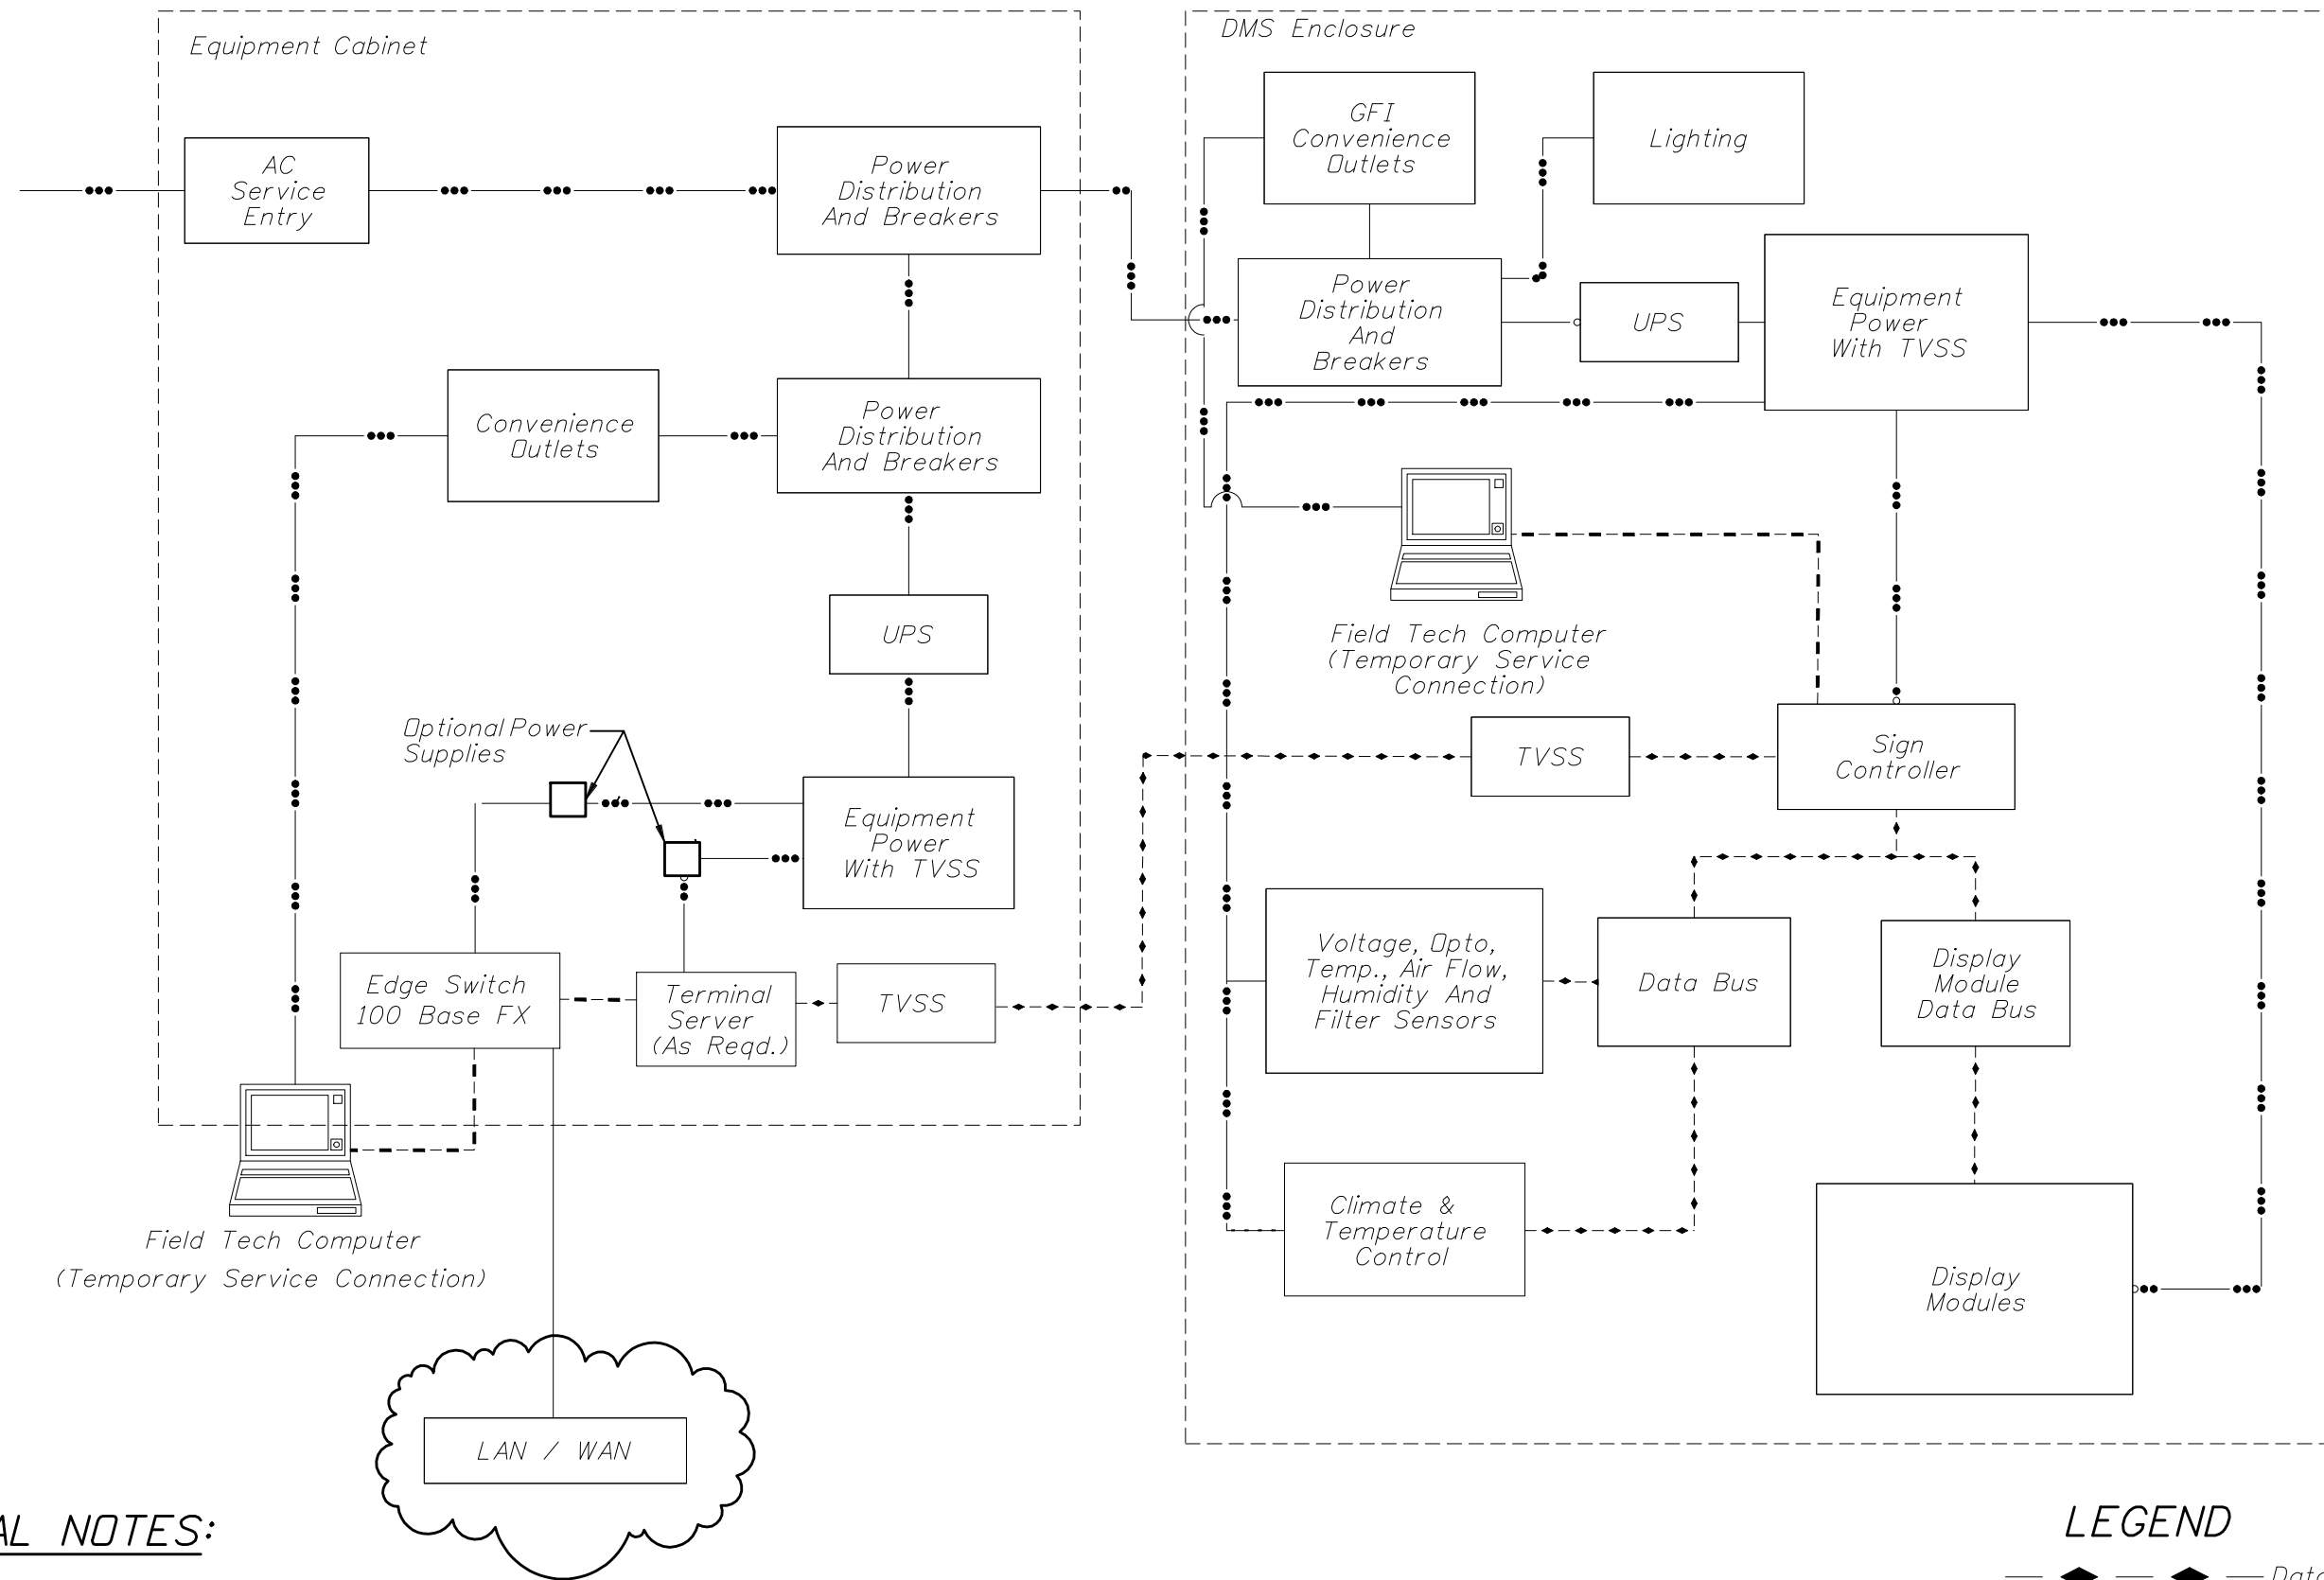 Equipment Cabinet
DMS Enclosure
AC
Service
Entry
Power
Distribution
And Breakers
GFI
Convenience
Outlets
Lighting
Power
Distribution
And
Breakers
UPS
Equipment
Power
With TVSS
Convenience
Outlets
Power
Distribution
And Breakers
UPS
Field Tech Computer
(Temporary Service
Connection)
Optional Power
Supplies
TVSS
Sign
Controller
Equipment
Power
With TVSS
Edge Switch
100 Base FX
Terminal
Server
(As Reqd.)
TVSS
Voltage, Opto,
Temp., Air Flow,
Humidity And
Filter Sensors
Data Bus
Display
Module
Data Bus
Climate &
Temperature
Control
Display
Modules
Field Tech Computer
(Temporary Service Connection)
LAN / WAN
AL NOTES:
LEGEND